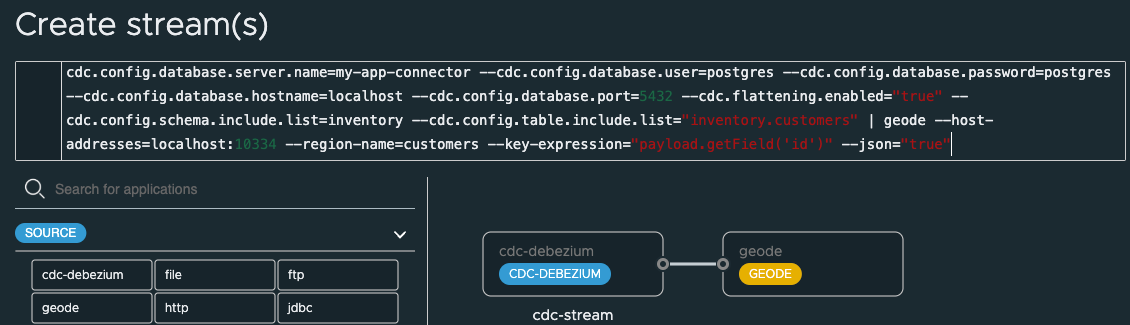 Create stream(s)
cdc.config.database.server.name=my-app-connector --cdc.config.database.user=postgres --cdc.config.database.password=postgres
--cdc.config.database.hostname=localhost --cdc.config.database.port=5432 --cdc.flattening.enabled="true" --
cdc.config.schema.include.list=inventory --cdc.config.table.include.list="inventory.customers" | geode --host-
addresses=localhost:10334 --region-name=customers --key-expression="payload.getField('id')" --json="true"
Search for applications
SOURCE
cdc-debezium file ftp
geode http jdbc
cdc-debezium
CDC-DEBEZIUM
geode
GEODE
cdc-stream